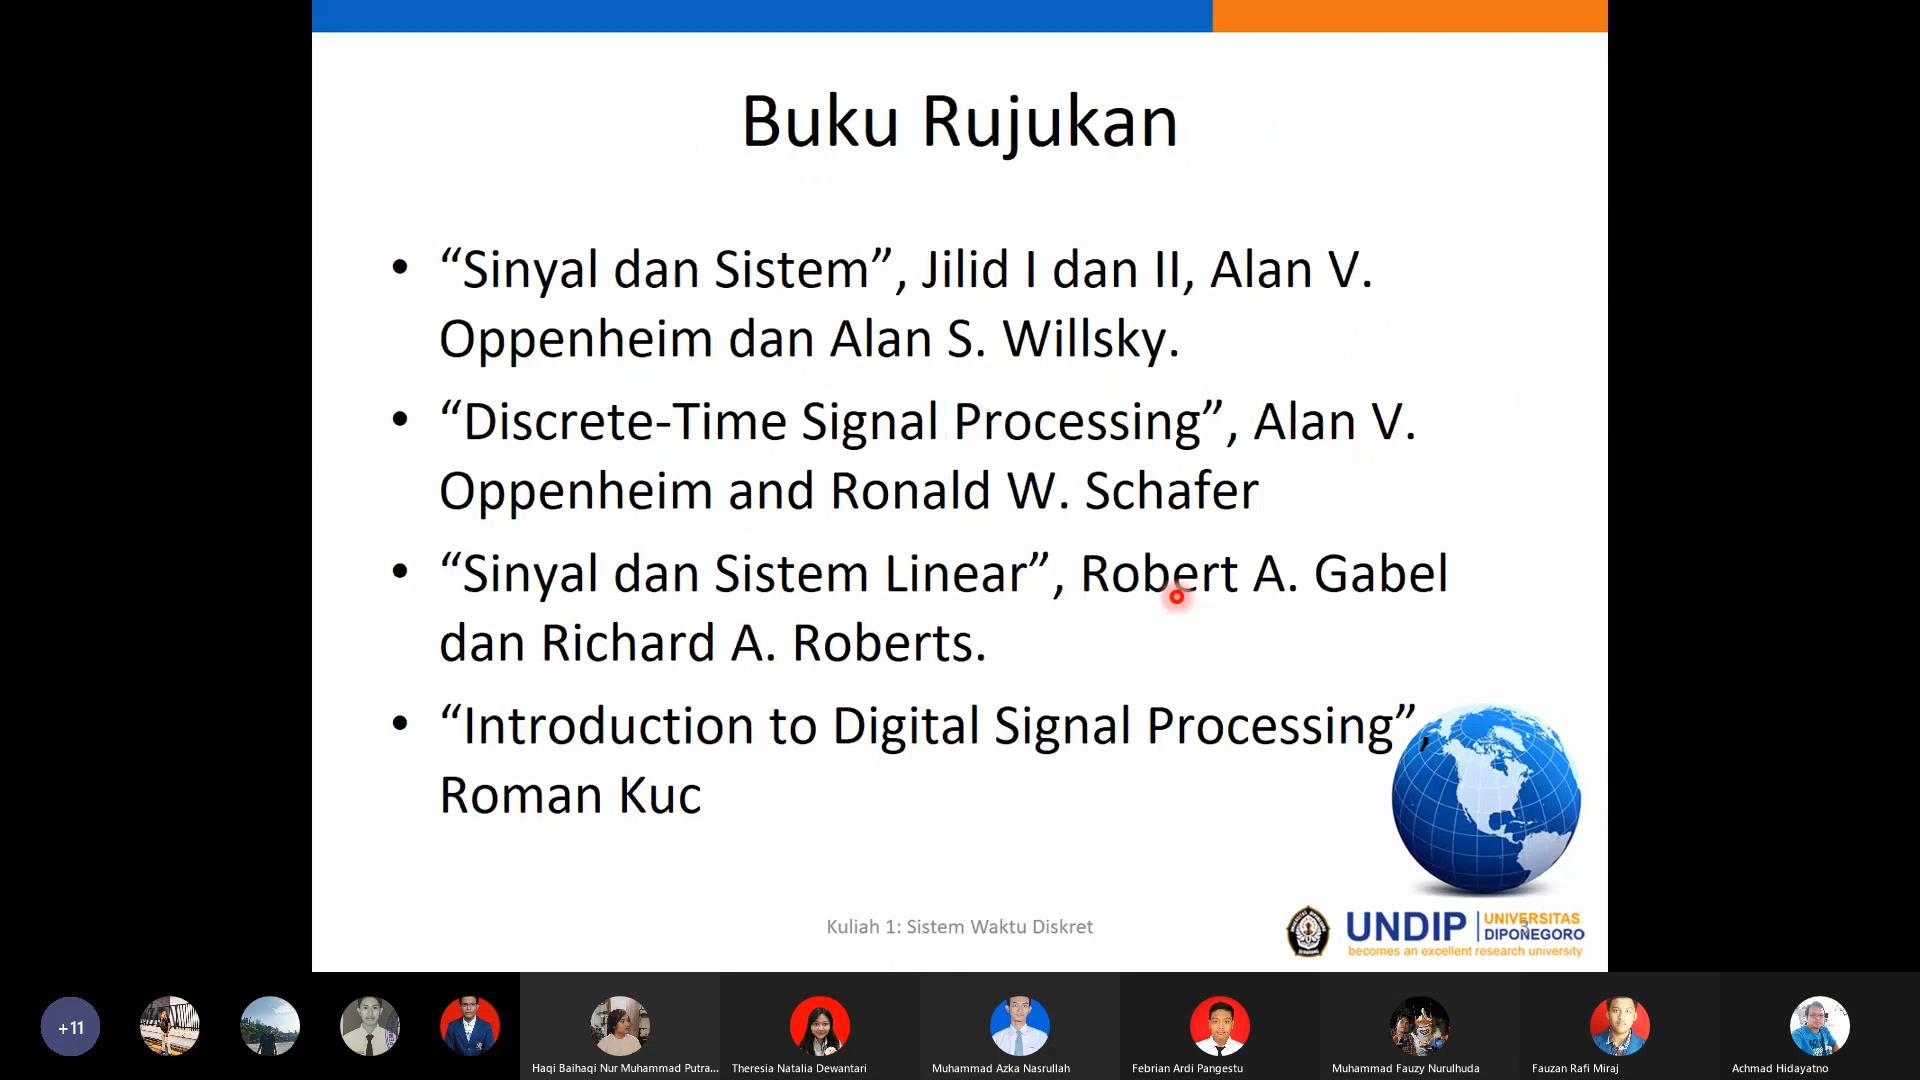 Buku Rujukan
• “Sinyal dan Sistem”, Jilid I dan II, Alan V.
Oppenheim dan Alan S. Willsky.
• “Discrete-Time Signal Processing”, Alan V.
Oppenheim and Ronald W. Schafer
• “Sinyal dan Sistem Linear”, Robert A. Gabel
dan Richard A. Roberts.
• “Introduction to Digital Signal Processing”,
Roman Kuc
Kuliah 1: Sistem Waktu Diskret
UNDIP
UNIVERSITAS
DIPONEGORO
becomes an excellent research university
+11
Haqi Baihaqi Nur Muhammad Putra...
Theresia Natalia Dewantari
Muhammad Azka Nasrullah
Febrian Ardi Pangestu
Muhammad Fauzy Nurulhuda
Fauzan Rafi Miraj
Achmad Hidayatno